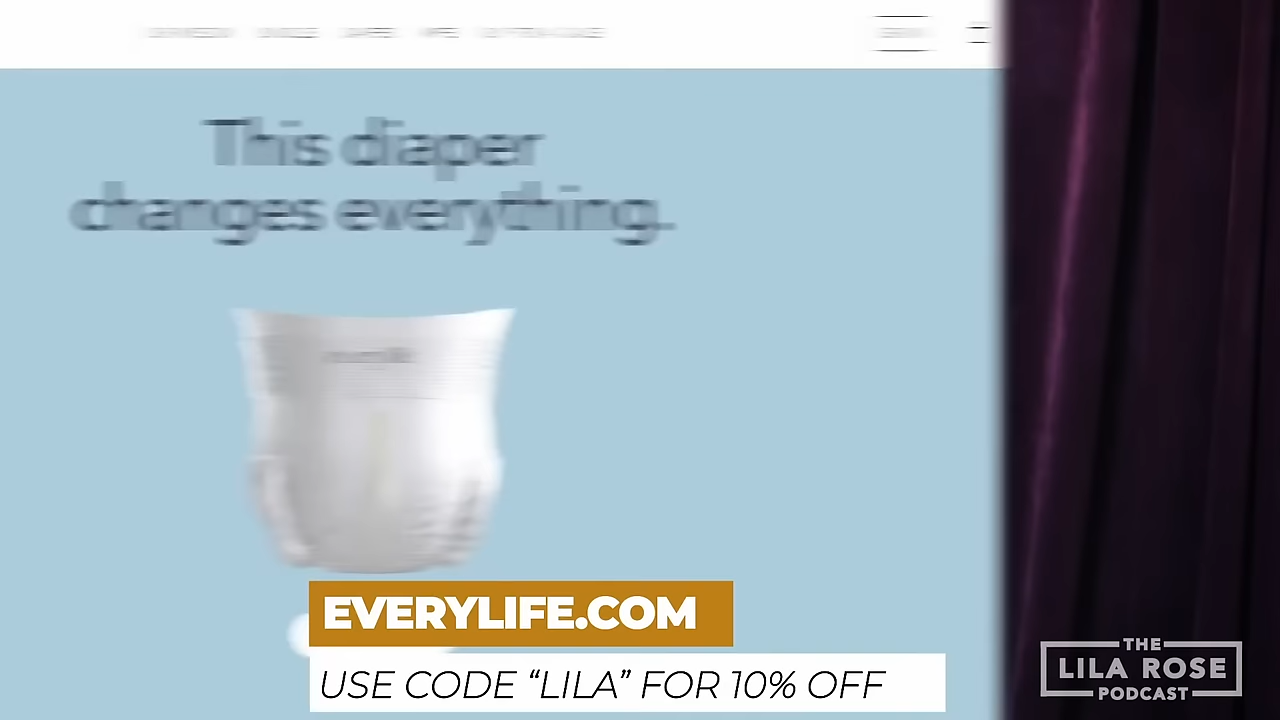 This diaper
changes everything.
EVERYLIFE.COM
USE CODE “LILA” FOR 10% OFF
THE
LILA ROSE
PODCAST